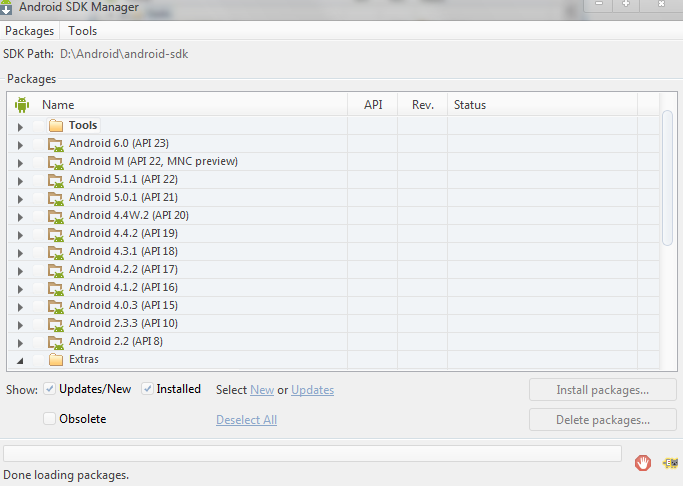 Android SDK Manager
Packages Tools
SDK Path: D:\Android\android-sdk
Packages
Name API Rev. Status
Tools
Android 6.0 (API 23)
Android M (API 22, MNC preview)
Android 5.1.1 (API 22)
Android 5.0.1 (API 21)
Android 4.4W.2 (API 20)
Android 4.4.2 (API 19)
Android 4.3.1 (API 18)
Android 4.2.2 (API 17)
Android 4.1.2 (API 16)
Android 4.0.3 (API 15)
Android 2.3.3 (API 10)
Android 2.2 (API 8)
Extras
Show: Updates/New Installed Select New or Updates Install packages...
Obsolete Deselect All Delete packages...
Done loading packages.